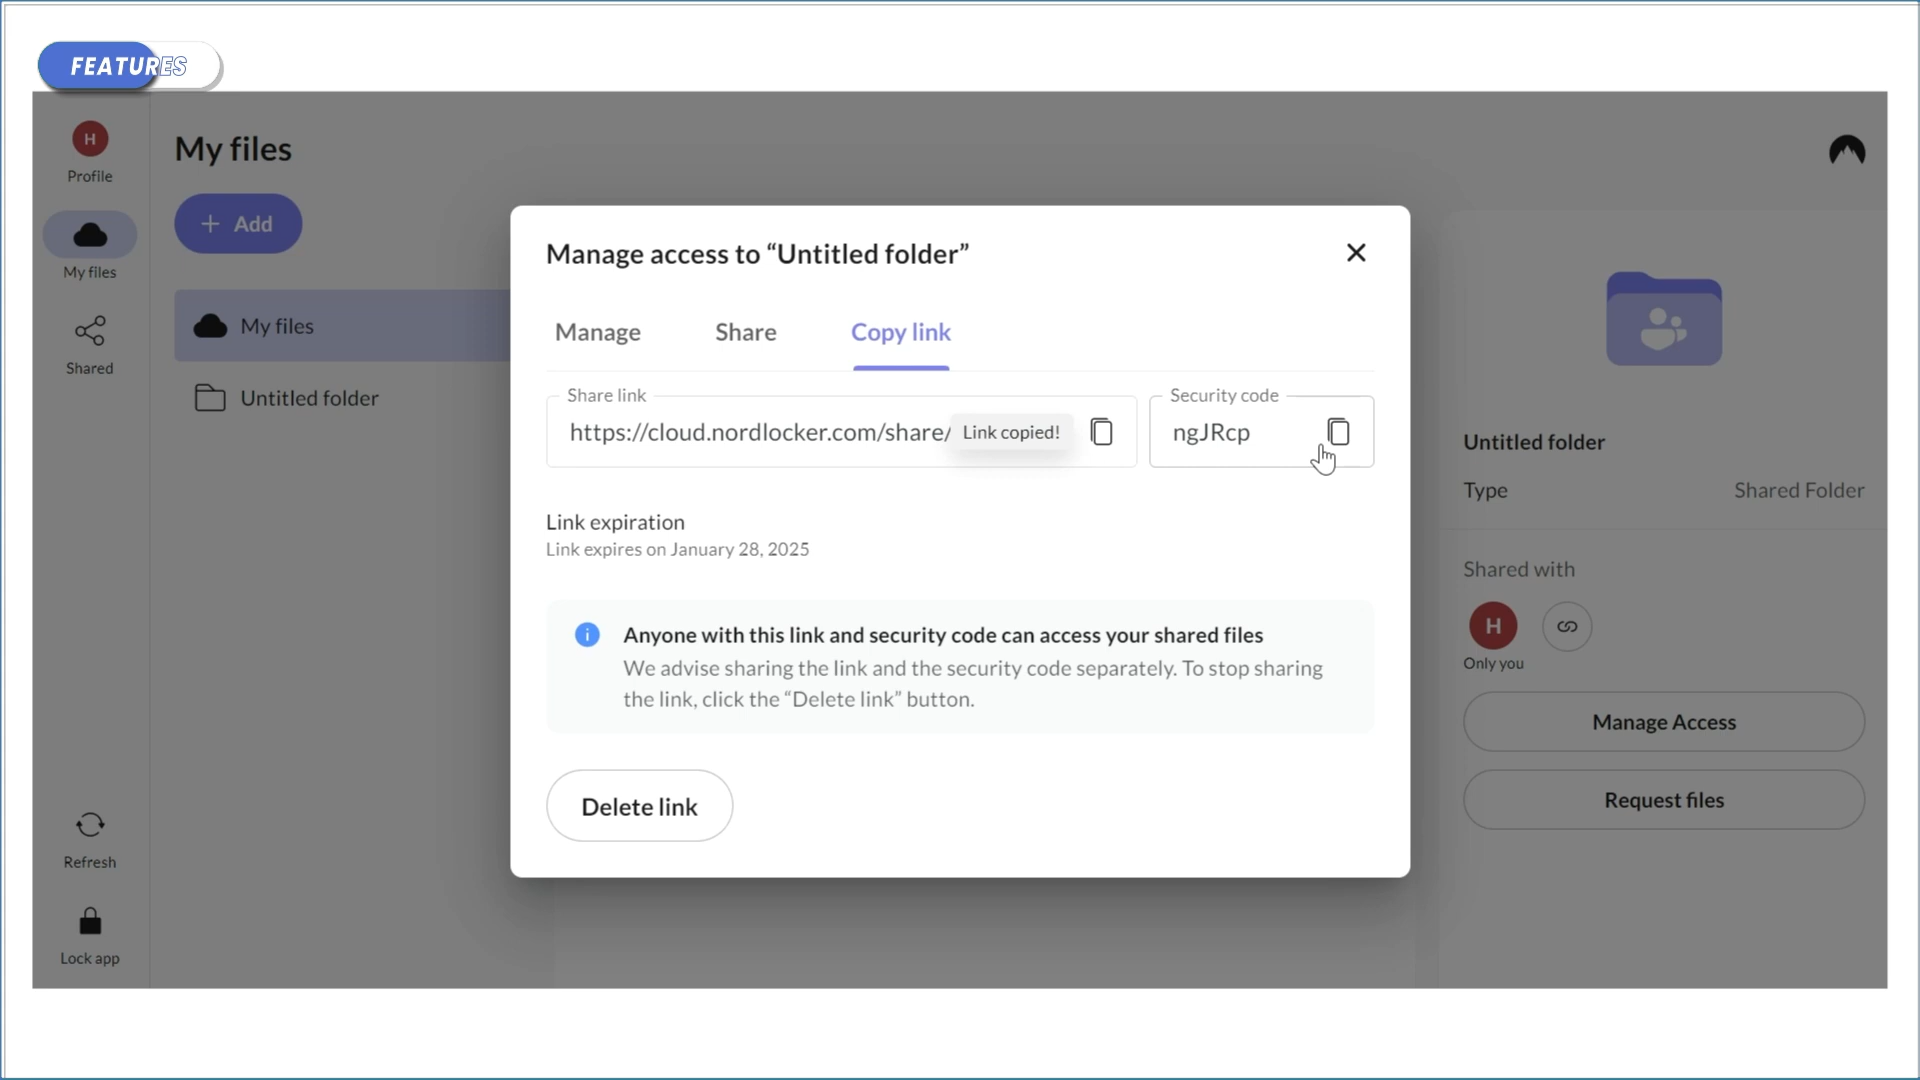 FEATURES
H
Profile
My files
Shared
Refresh
Lock app
My files
+ Add
My files
Untitled folder
Manage access to “Untitled folder”
Manage
Share
Copy link
Share link
https://cloud.nordlocker.com/share/
Link copied!
Security code
ngJRcp
Link expiration
Link expires on January 28, 2025
Anyone with this link and security code can access your shared files
We advise sharing the link and the security code separately. To stop sharing
the link, click the “Delete link” button.
Delete link
Untitled folder
Type
Shared Folder
Shared with
H
Only you
Manage Access
Request files